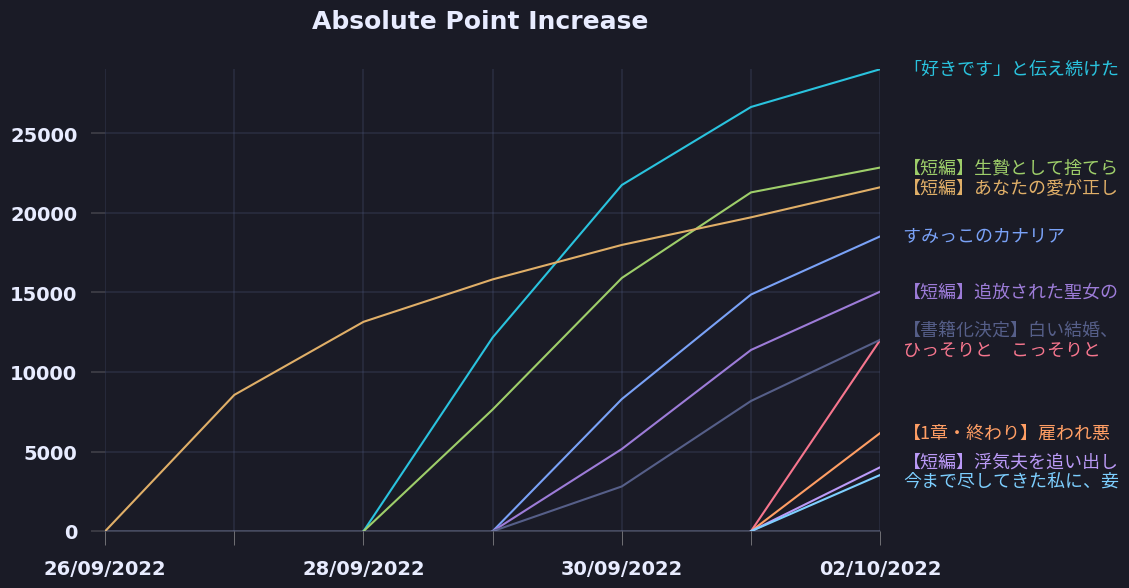 Absolute Point Increase
25000
20000
15000
10000
5000
0
26/09/2022
28/09/2022
30/09/2022
02/10/2022
「好きです」と伝え続けた
【短編】生贄として捨てら
【短編】あなたの愛が正し
すみっこのカナリア
【短編】追放された聖女の
【書籍化決定】白い結婚、
ひっそりと　こっそりと
【1章・終わり】雇われ悪
【短編】浮気夫を追い出し
今まで尽してきた私に、妾